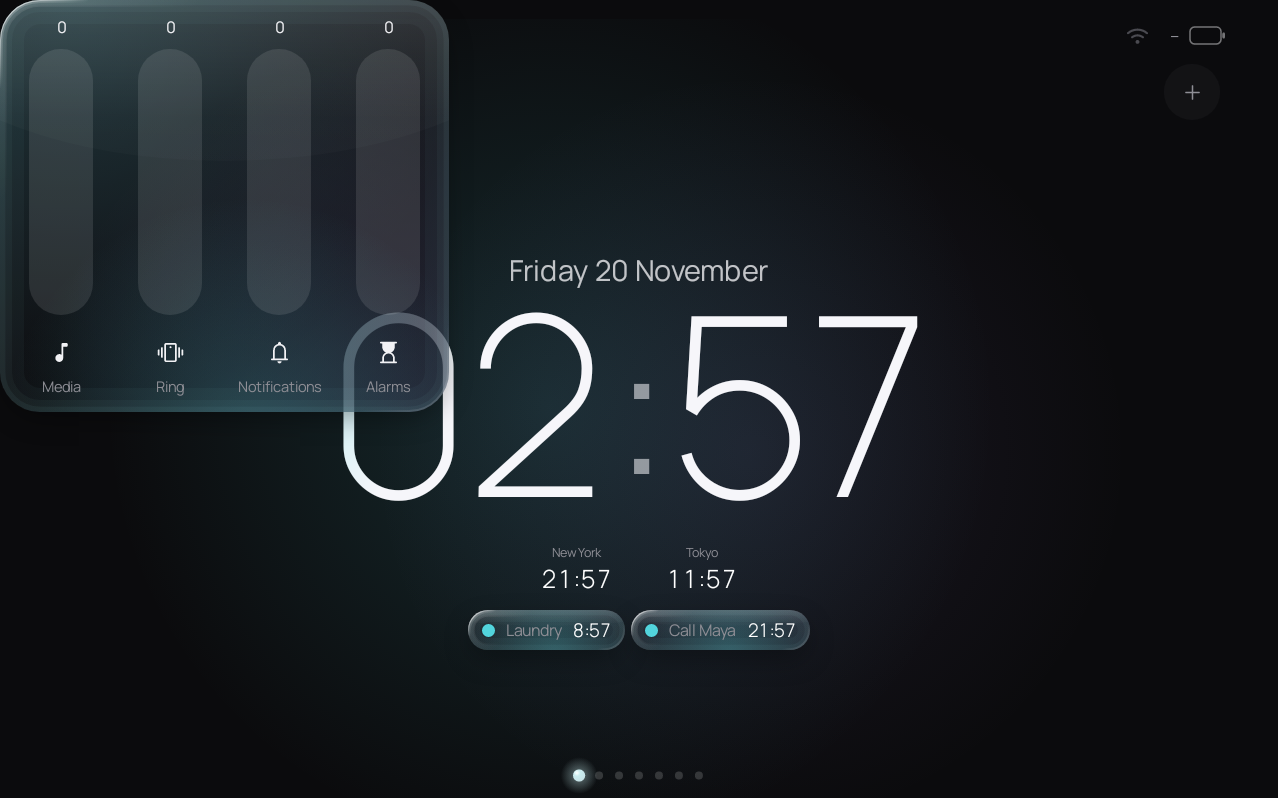 0 0 0 0
Media Ring Notifications Alarms
Friday 20 November
02:57
New York Tokyo
21:57 11:57
Laundry 8:57 Call Maya 21:57